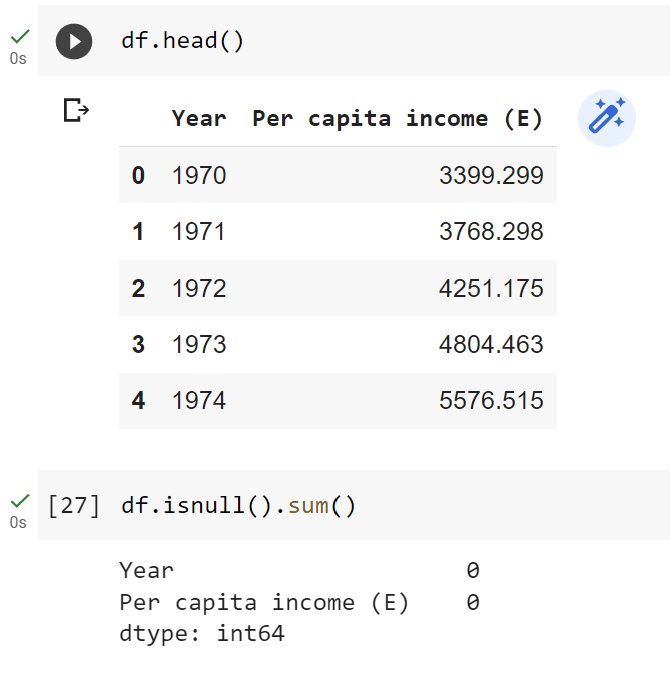 df.head()
0s
Year Per capita income (E)
0 1970 3399.299
1 1971 3768.298
2 1972 4251.175
3 1973 4804.463
4 1974 5576.515
[27] df.isnull().sum()
0s
Year 0
Per capita income (E) 0
dtype: int64